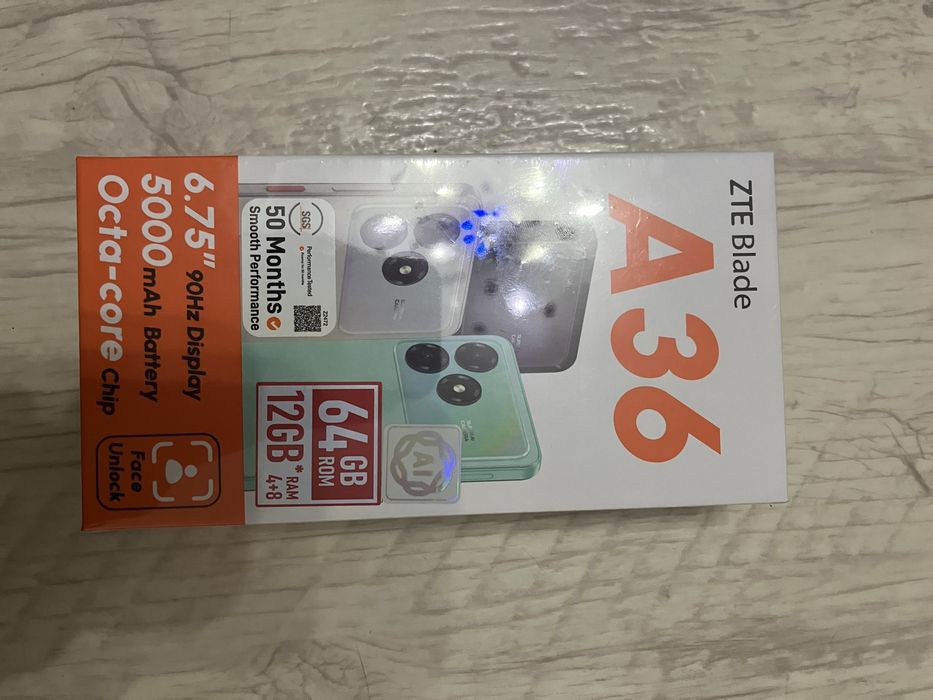 ZTE Blade
A36
SGS
Performance Tested
22472
50 Months
Smooth Performance
AI
64 GB
ROM
12GB* RAM
4+8
6.75" 90Hz Display
5000mAh Battery
Octa-core Chip
Face
Unlock